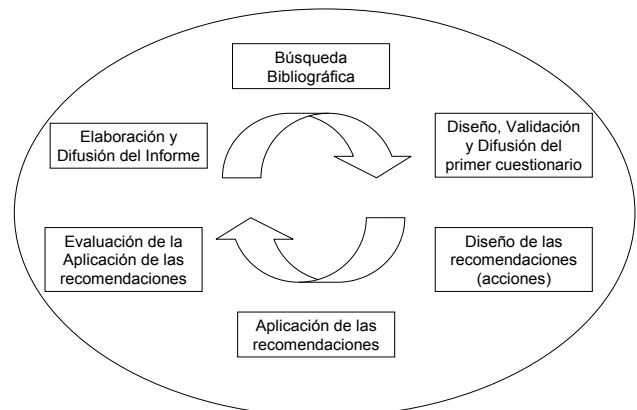 Búsqueda
Bibliográfica
Elaboración y
Difusión del Informe
Diseño, Validación
y Difusión del
primer cuestionario
Evaluación de la
Aplicación de las
recomendaciones
Diseño de las
recomendaciones
(acciones)
Aplicación de las
recomendaciones